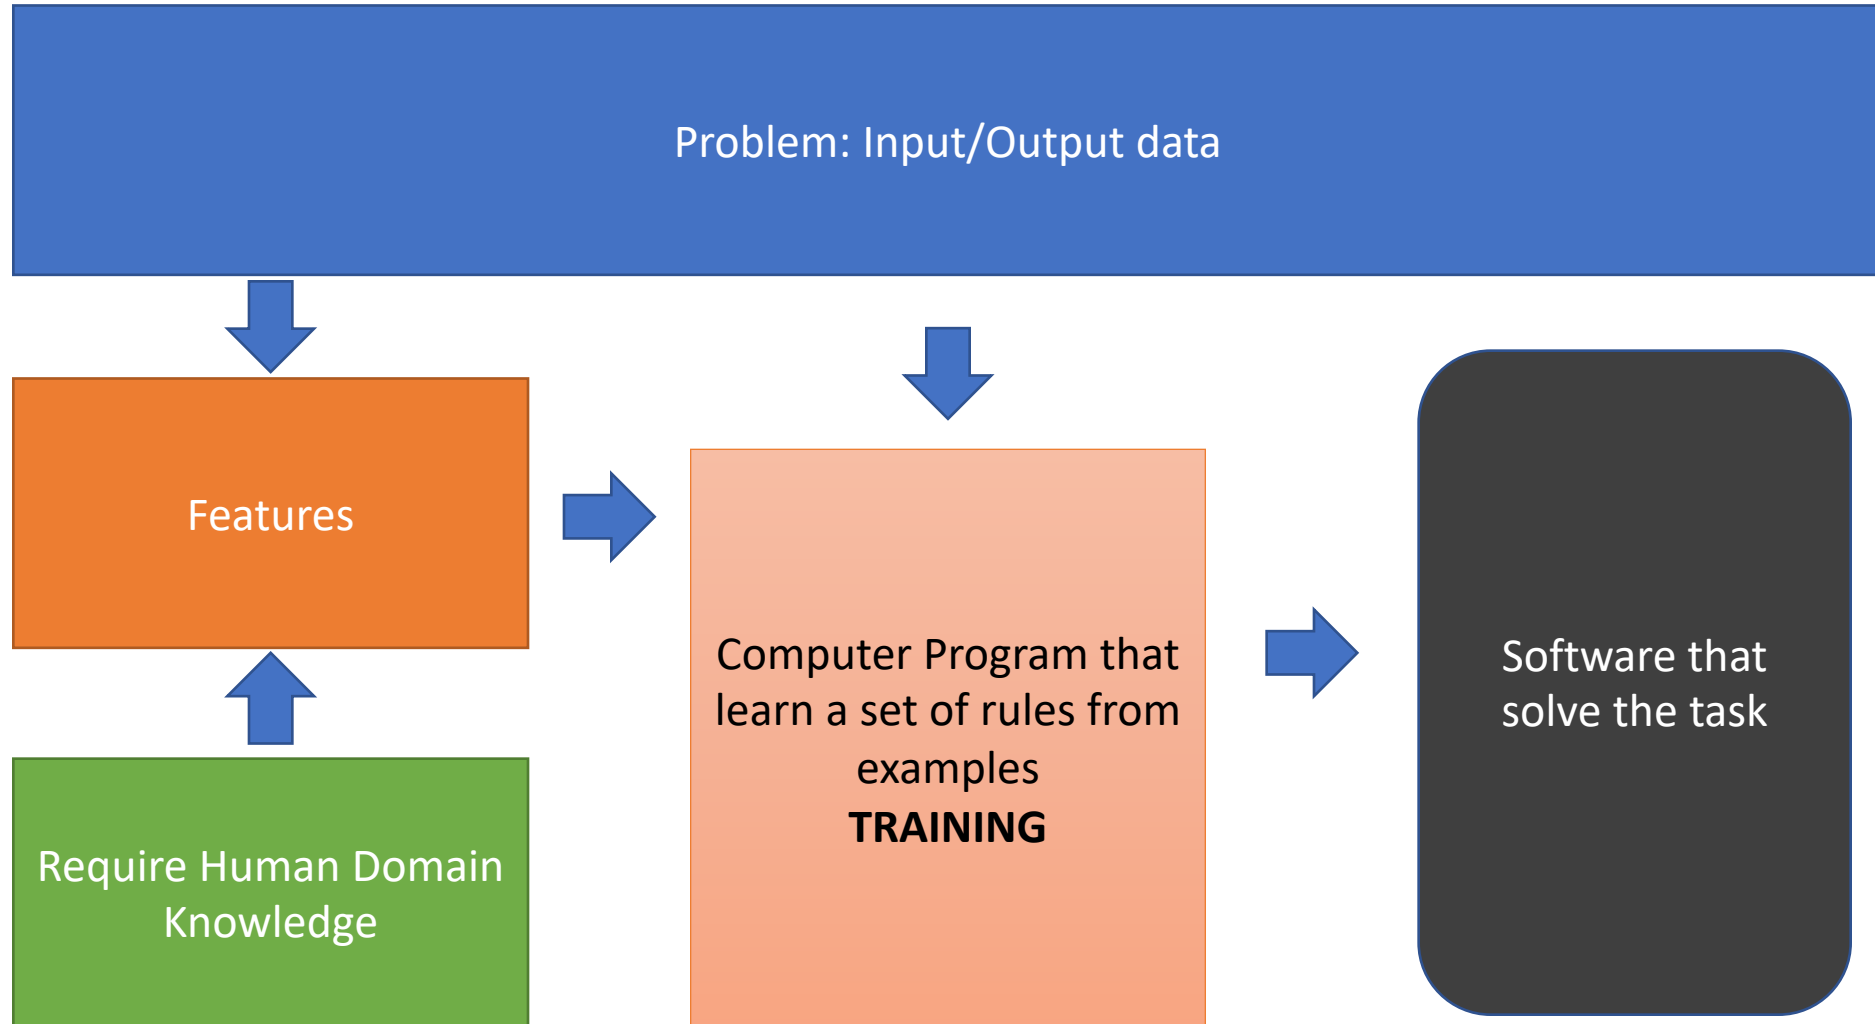 Problem: Input/Output data
Features
Require Human Domain
Knowledge
Computer Program that
learn a set of rules from
examples
TRAINING
Software that
solve the task